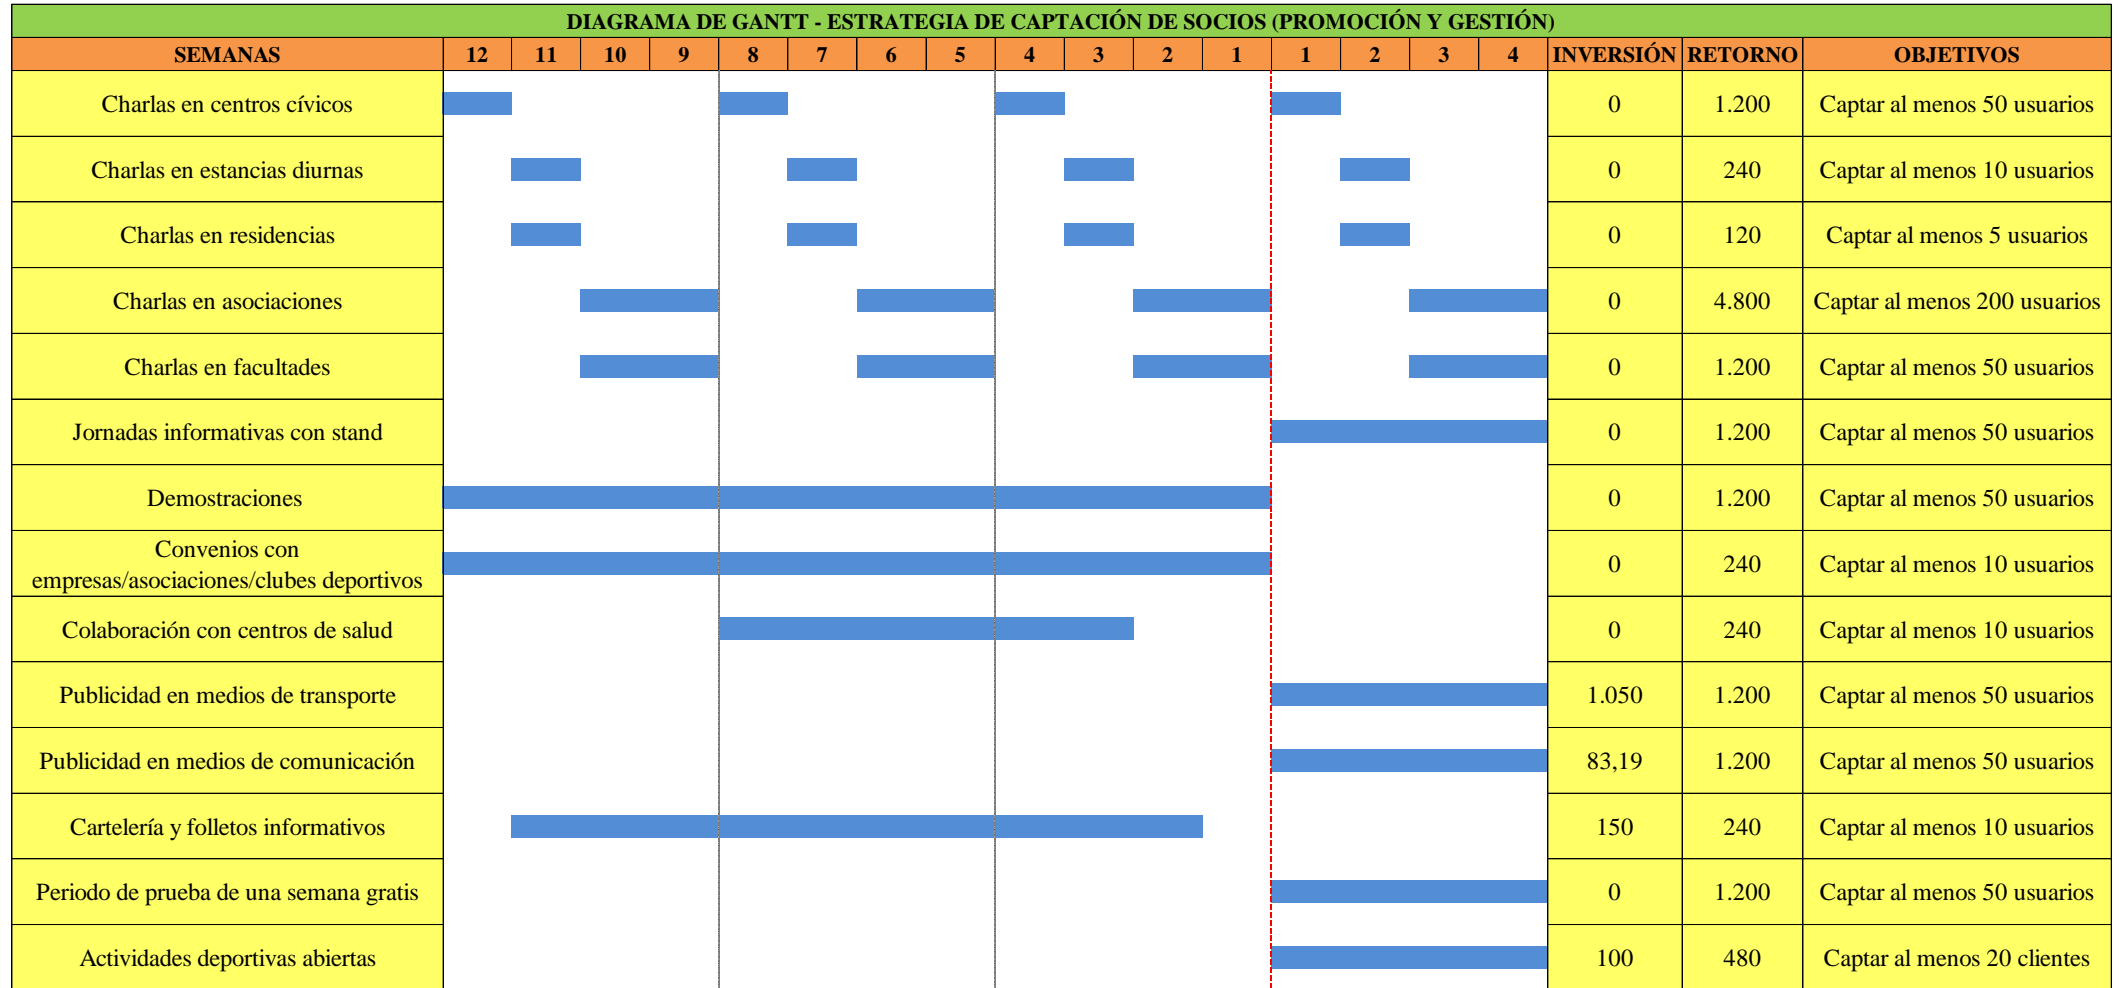 DIAGRAMA DE GANTT - ESTRATEGIA DE CAPTACIÓN DE SOCIOS (PROMOCIÓN Y GESTIÓN)
SEMANAS 12 11 10 9 8 7 6 5 4 3 2 1 1 2 3 4 INVERSIÓN RETORNO OBJETIVOS
Charlas en centros cívicos 0 1.200 Captar al menos 50 usuarios
Charlas en estancias diurnas 0 240 Captar al menos 10 usuarios
Charlas en residencias 0 120 Captar al menos 5 usuarios
Charlas en asociaciones 0 4.800 Captar al menos 200 usuarios
Charlas en facultades 0 1.200 Captar al menos 50 usuarios
Jornadas informativas con stand 0 1.200 Captar al menos 50 usuarios
Demostraciones 0 1.200 Captar al menos 50 usuarios
Convenios con
empresas/asociaciones/clubes deportivos 0 240 Captar al menos 10 usuarios
Colaboración con centros de salud 0 240 Captar al menos 10 usuarios
Publicidad en medios de transporte 1.050 1.200 Captar al menos 50 usuarios
Publicidad en medios de comunicación 83,19 1.200 Captar al menos 50 usuarios
Cartelería y folletos informativos 150 240 Captar al menos 10 usuarios
Periodo de prueba de una semana gratis 0 1.200 Captar al menos 50 usuarios
Actividades deportivas abiertas 100 480 Captar al menos 20 clientes